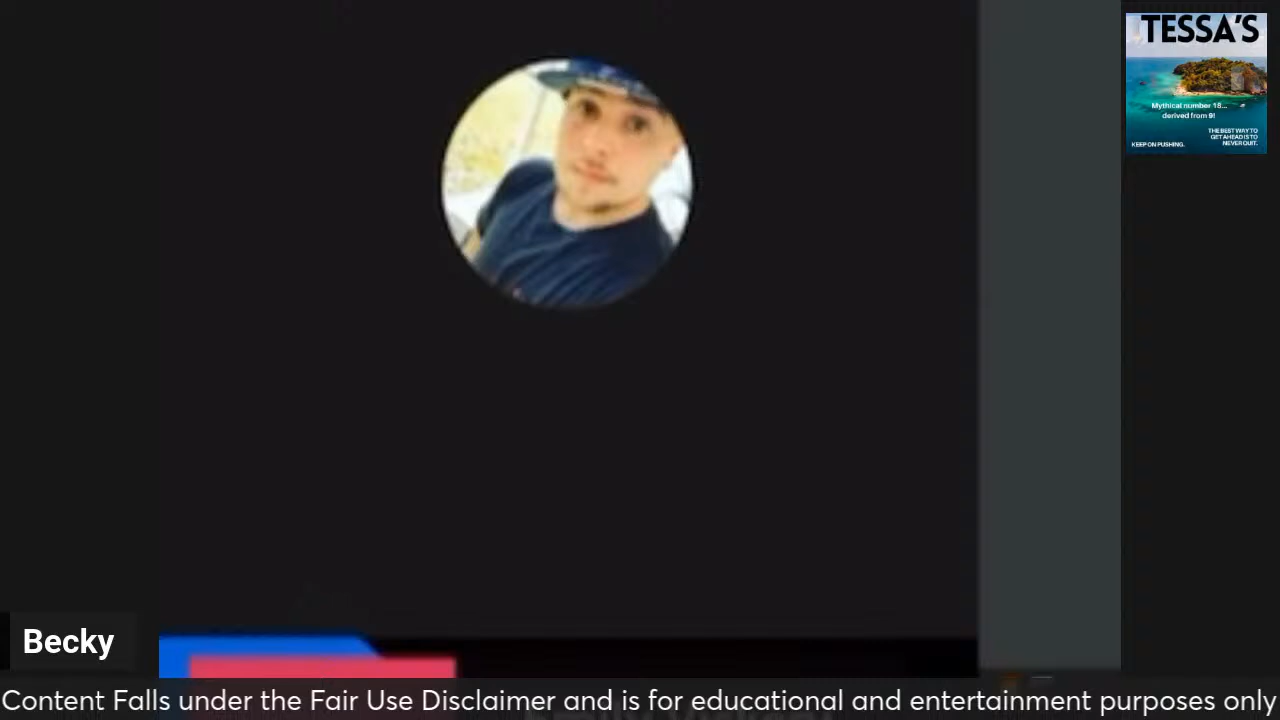 TESSA'S
Mythical number 18...
derived from 9!
THE BEST WAY TO
GET AHEAD IS TO
NEVER QUIT.
KEEP ON PUSHING.
Becky
Content Falls under the Fair Use Disclaimer and is for educational and entertainment purposes only